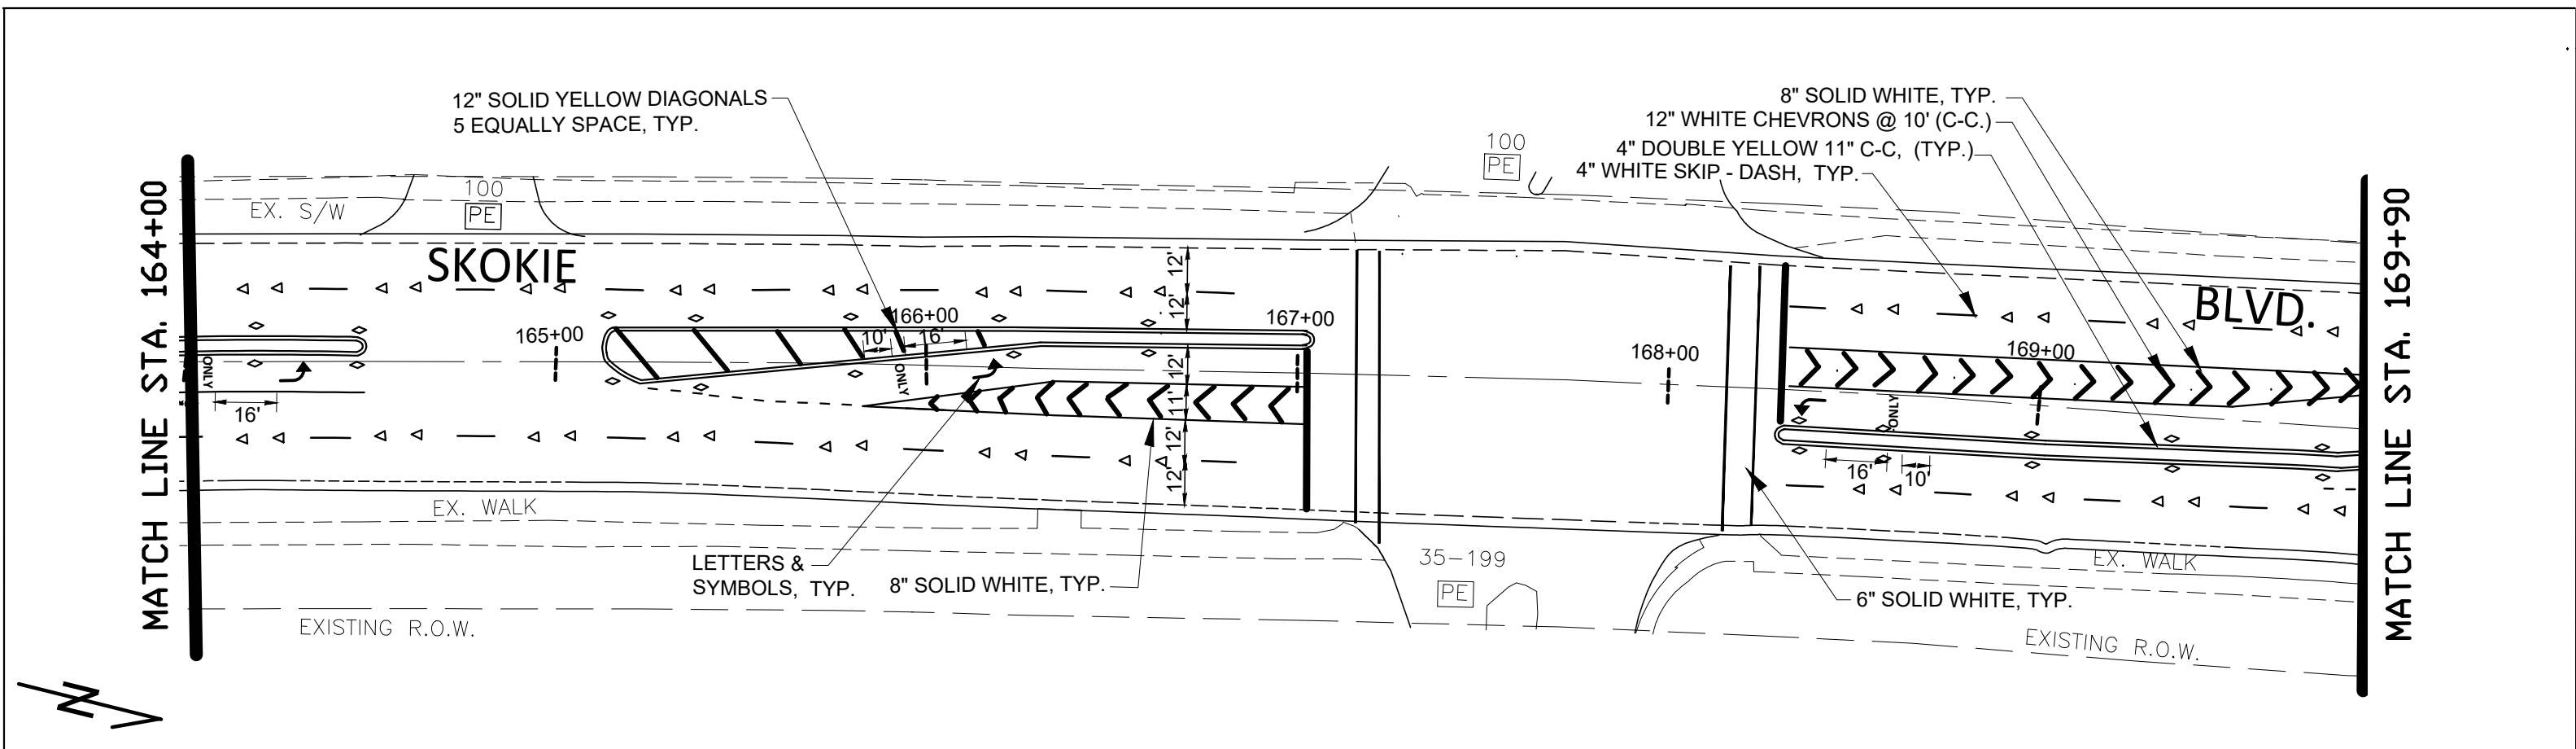 12" SOLID YELLOW DIAGONALS
5 EQUALLY SPACE, TYP.
8" SOLID WHITE, TYP.
12" WHITE CHEVRONS @ 10' (C-C.)
4" DOUBLE YELLOW 11" C-C, (TYP.)
4" WHITE SKIP - DASH, TYP.
100
PE
100
PE
EX. S/W
MATCH LINE STA. 164+00
SKOKIE
BLVD.
MATCH LINE STA. 169+90
12'
12'
165+00
166+00
167+00
168+00
169+00
10'
16'
ONLY
ONLY
ONLY
16'
12'
11'
12'
12'
16'
10'
EX. WALK
EX. WALK
LETTERS &
SYMBOLS, TYP.
8" SOLID WHITE, TYP.
35-199
PE
6" SOLID WHITE, TYP.
EXISTING R.O.W.
EXISTING R.O.W.
N